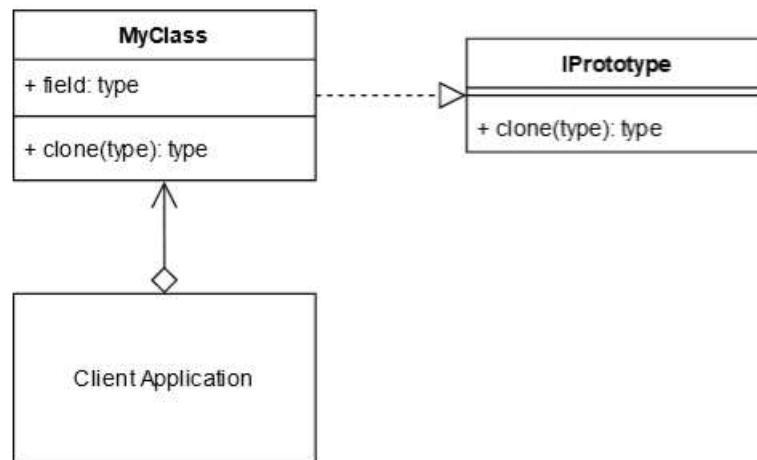 MyClass
+ field: type
+ clone(type): type
IPrototype
+ clone(type): type
Client Application